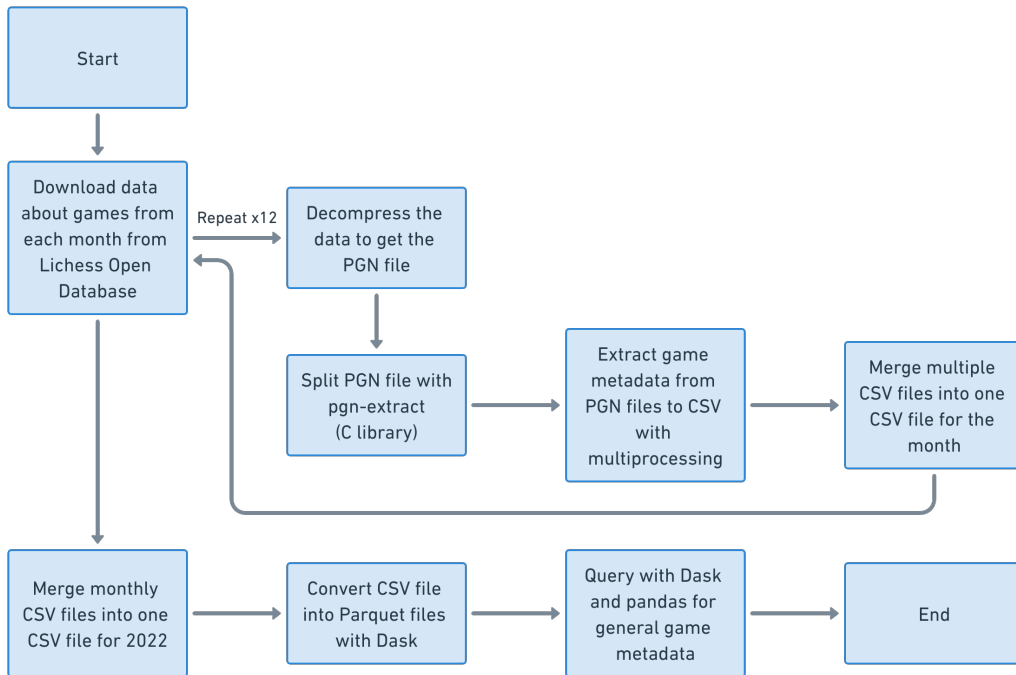 Start
Download data
about games from
each month from
Lichess Open
Database
Repeat x12
Decompress the
data to get the
PGN file
Split PGN file with
pgn-extract
(C library)
Extract game
metadata from
PGN files to CSV
with
multiprocessing
Merge multiple
CSV files into one
CSV file for the
month
Merge monthly
CSV files into one
CSV file for 2022
Convert CSV file
into Parquet files
with Dask
Query with Dask
and pandas for
general game
metadata
End